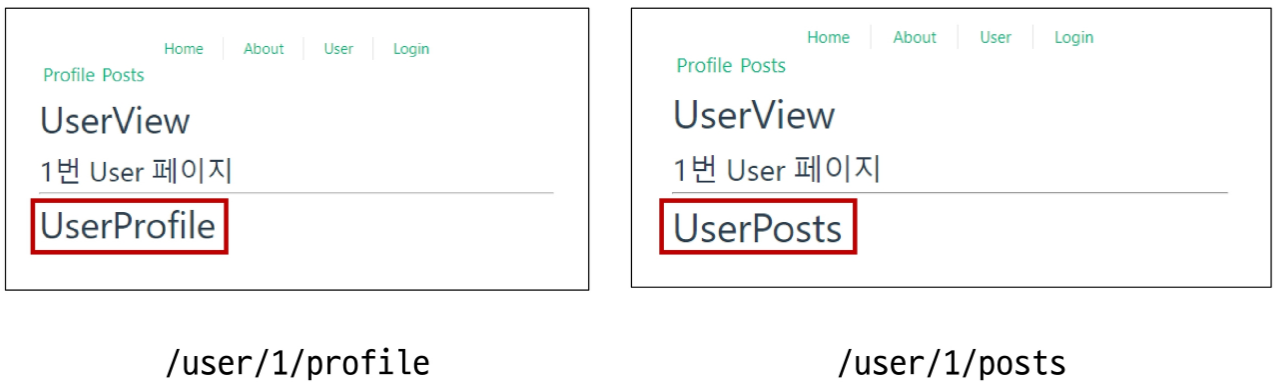 Home About User Login
Profile Posts
UserView
1번 User 페이지
UserProfile
/user/1/profile
Home About User Login
Profile Posts
UserView
1번 User 페이지
UserPosts
/user/1/posts